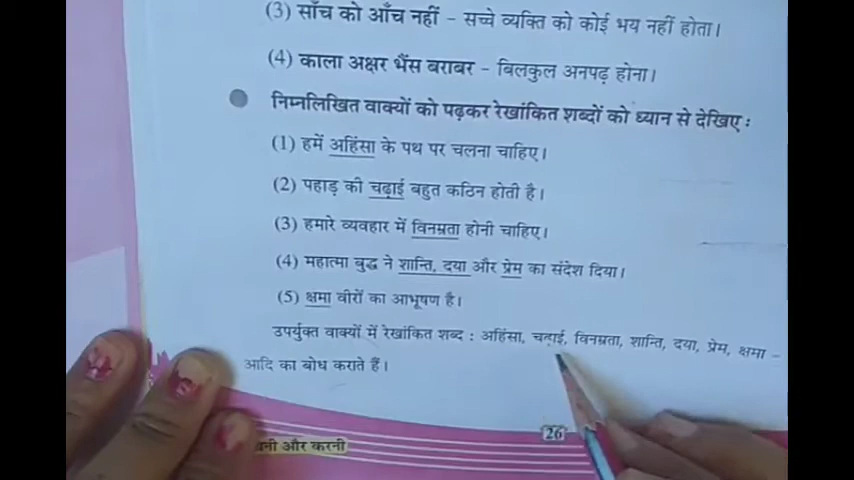 (3) साँच को आँच नहीं – सच्चे व्यक्ति को कोई भय नहीं होता।
(4) काला अक्षर भैंस बराबर – बिलकुल अनपढ़ होना।
निम्नलिखित वाक्यों को पढ़कर रेखांकित शब्दों को ध्यान से देखिए :
(1) हमें अहिंसा के पथ पर चलना चाहिए।
(2) पहाड़ की चढ़ाई बहुत कठिन होती है।
(3) हमारे व्यवहार में विनम्रता होनी चाहिए।
(4) महात्मा बुद्ध ने शान्ति, दया और प्रेम का संदेश दिया।
(5) क्षमा वीरों का आभूषण है।
उपर्युक्त वाक्यों में रेखांकित शब्द : अहिंसा, चढ़ाई, विनम्रता, शान्ति, दया, प्रेम, क्षमा –
आदि का बोध कराते हैं।
26
और करनी